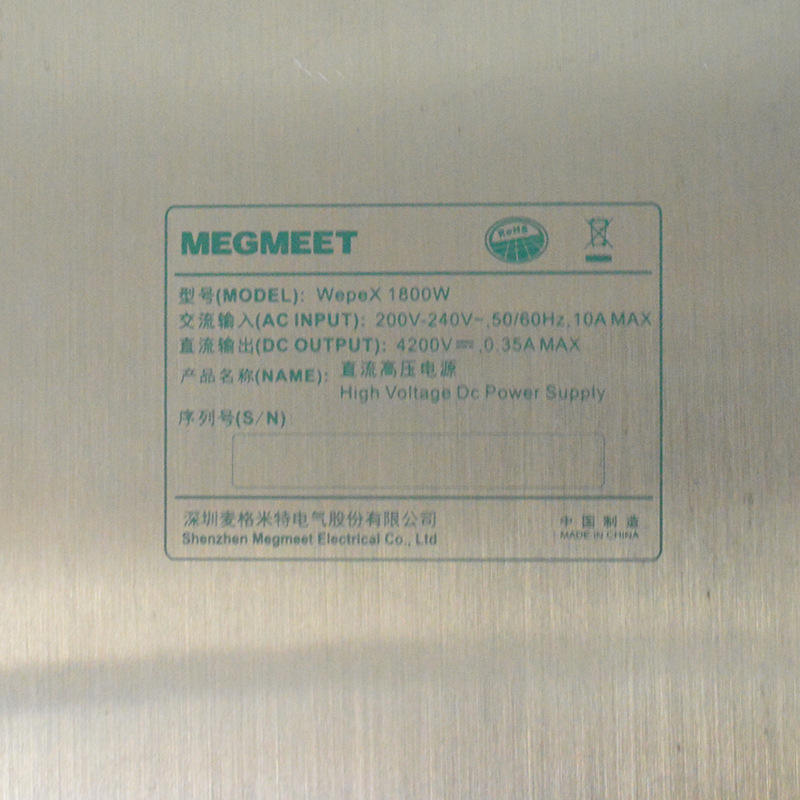 MEGMEET
RoHS
型号(MODEL): WepeX 1800W
交流输入(AC INPUT): 200V-240V~,50/60Hz,10A MAX
直流输出(DC OUTPUT): 4200V⎓,0.35A MAX
产品名称(NAME): 直流高压电源
High Voltage Dc Power Supply
序列号(S/N)
深圳麦格米特电气股份有限公司
Shenzhen Megmeet Electrical Co., Ltd
中国制造
MADE IN CHINA